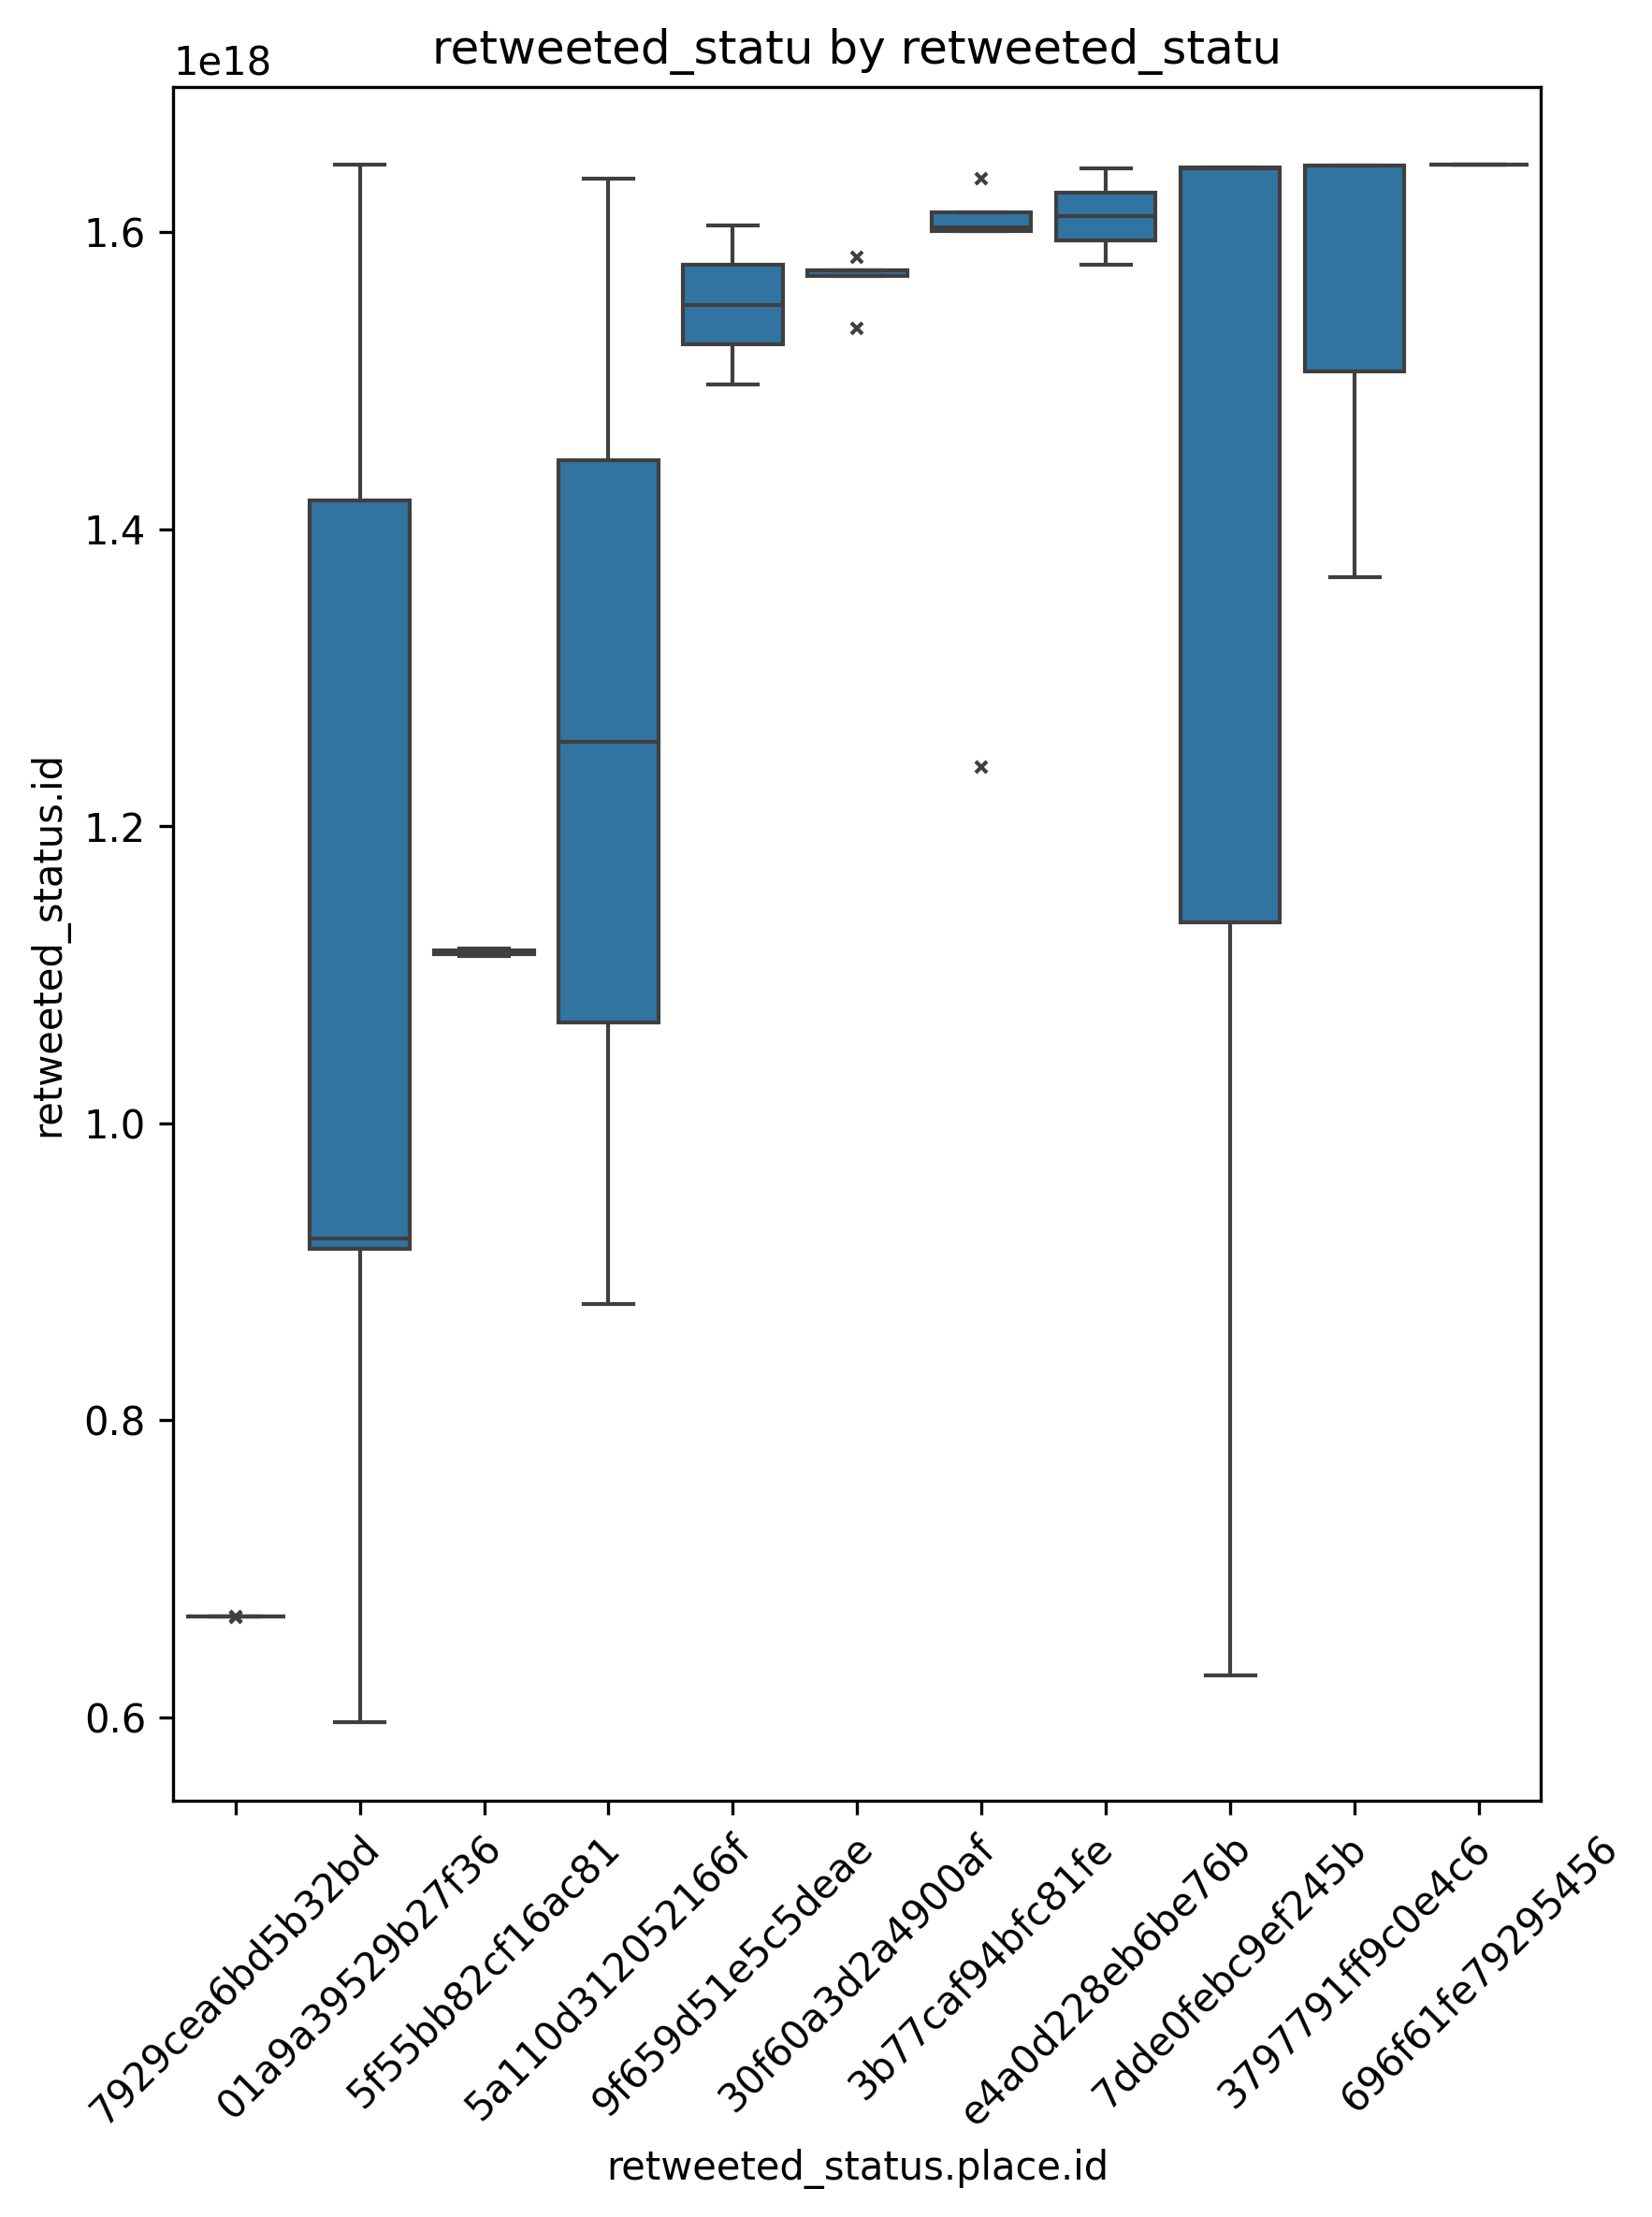 retweeted_statu by retweeted_statu
1e18
1.6
1.4
1.2
1.0
0.8
0.6
retweeted_status.id
7929cea6bd5b32bd
01a9a39529b27f36
5f55bb82cf16ac81
5a110d312052166f
9f659d51e5c5deae
30f60a3d2a4900af
3b77caf94bfc81fe
e4a0d228eb6be76b
7dde0febc9ef245b
3797791ff9c0e4c6
696f61fe79295456
retweeted_status.place.id